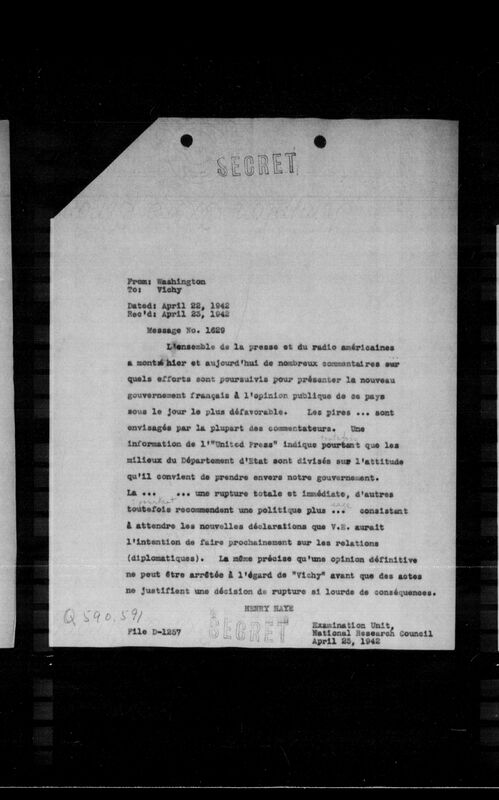 SECRET
From: Washington
To: Vichy
Dated: April 22, 1942
Rec'd: April 23, 1942
Message No. 1629
L'ensemble de la presse et du radio américaines
a montré hier et aujourd'hui de nombreux commentaires sur
quels efforts sont poursuivis pour présenter la nouveau
gouvernement français à l'opinion publique de ce pays
sous le jour le plus défavorable. Les pires ... sont
envisagés par la plupart des commentateurs. Une
information de l'"United Press" indique pourtant que les
milieux du Département d'Etat sont divisés sur l'attitude
qu'il convient de prendre envers notre gouvernement.
La ... ... une rupture totale et immédiate, d'autres
toutefois recommendent une politique plus ... consistant
à attendre les nouvelles déclarations que V.E. aurait
l'intention de faire prochainement sur les relations
(diplomatiques). La même précise qu'une opinion définitive
ne peut être arrêtée à l'égard de "Vichy" avant que des actes
ne justifient une décision de rupture si lourde de conséquences.
HENRY HAYE
Q 590,591
File D-1257
SECRET
Examination Unit,
National Research Council
April 25, 1942